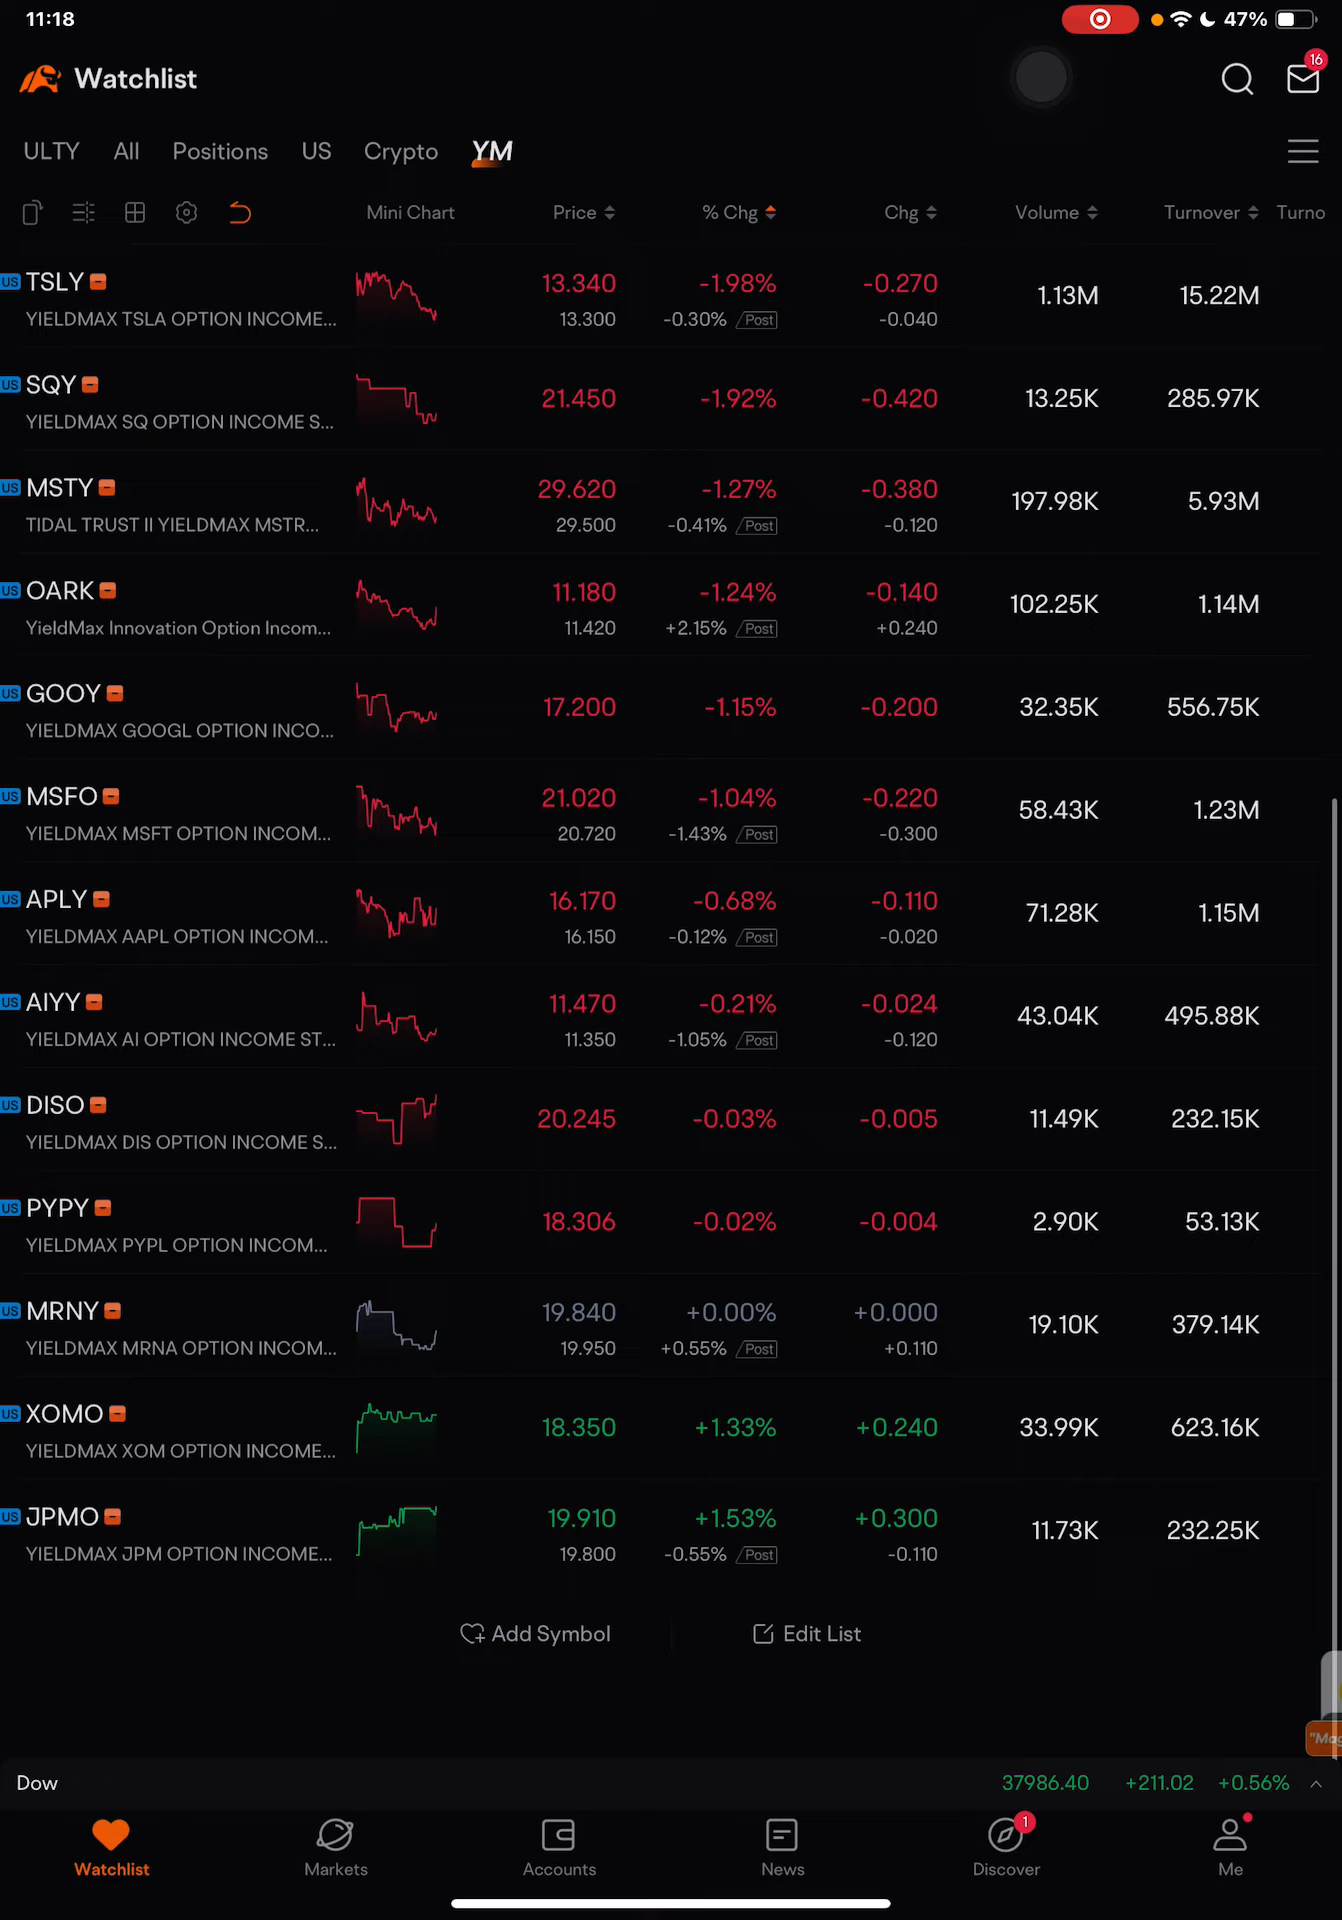 11:18
47%
Watchlist
16
ULTY All Positions US Crypto YM
Mini Chart Price % Chg Chg Volume Turnover Turno
US TSLY 13.340 -1.98% -0.270 1.13M 15.22M
YIELDMAX TSLA OPTION INCOME... 13.300 -0.30% Post -0.040
US SQY 21.450 -1.92% -0.420 13.25K 285.97K
YIELDMAX SQ OPTION INCOME S...
US MSTY 29.620 -1.27% -0.380 197.98K 5.93M
TIDAL TRUST II YIELDMAX MSTR... 29.500 -0.41% Post -0.120
US OARK 11.180 -1.24% -0.140 102.25K 1.14M
YieldMax Innovation Option Incom... 11.420 +2.15% Post +0.240
US GOOY 17.200 -1.15% -0.200 32.35K 556.75K
YIELDMAX GOOGL OPTION INCO...
US MSFO 21.020 -1.04% -0.220 58.43K 1.23M
YIELDMAX MSFT OPTION INCOM... 20.720 -1.43% Post -0.300
US APLY 16.170 -0.68% -0.110 71.28K 1.15M
YIELDMAX AAPL OPTION INCOM... 16.150 -0.12% Post -0.020
US AIYY 11.470 -0.21% -0.024 43.04K 495.88K
YIELDMAX AI OPTION INCOME ST... 11.350 -1.05% Post -0.120
US DISO 20.245 -0.03% -0.005 11.49K 232.15K
YIELDMAX DIS OPTION INCOME S...
US PYPY 18.306 -0.02% -0.004 2.90K 53.13K
YIELDMAX PYPL OPTION INCOM...
US MRNY 19.840 +0.00% +0.000 19.10K 379.14K
YIELDMAX MRNA OPTION INCOM... 19.950 +0.55% Post +0.110
US XOMO 18.350 +1.33% +0.240 33.99K 623.16K
YIELDMAX XOM OPTION INCOME...
US JPMO 19.910 +1.53% +0.300 11.73K 232.25K
YIELDMAX JPM OPTION INCOME... 19.800 -0.55% Post -0.110
Add Symbol Edit List
"Mag
Dow 37986.40 +211.02 +0.56%
1
Watchlist Markets Accounts News Discover Me